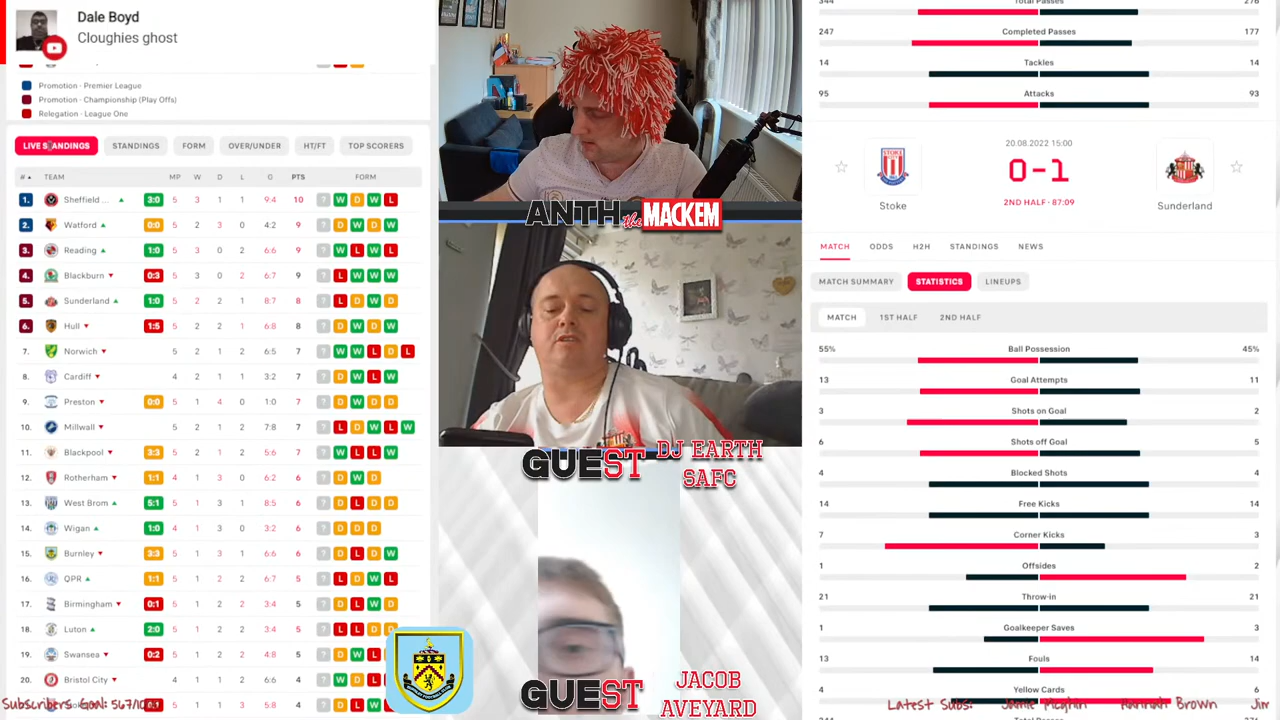 Dale Boyd
Cloughies ghost
Promotion - Premier League
Promotion - Championship (Play Offs)
Relegation - League One
LIVE STANDINGS STANDINGS FORM OVER/UNDER HT/FT TOP SCORERS
# TEAM MP W D L G PTS FORM
1. Sheffield ... 3:0 5 3 1 1 9:4 10 ? W D W L
2. Watford 0:0 5 2 3 0 4:2 9 ? D W D W
3. Reading 1:0 5 3 0 2 6:6 9 ? W L W L
4. Blackburn 0:3 5 3 0 2 6:7 9 ? L W W W
5. Sunderland 1:0 5 2 2 1 8:7 8 ? L D W D
6. Hull 1:5 5 2 2 1 6:8 8 ? D W D W
7. Norwich 5 2 1 2 6:5 7 ? W W L D L
8. Cardiff 4 2 1 1 3:2 7 ? D W L W
9. Preston 0:0 5 1 4 0 1:0 7 ? D W D D
10. Millwall 5 2 1 2 7:8 7 ? L D W L W
11. Blackpool 3:3 5 2 5:6 7 ? W L L W
12. Rotherham 1:1 4 1 3 0 6:2 6 ? D W D
13. West Brom 5:1 5 1 3 1 8:5 6 ? D L D D
14. Wigan 1:0 4 1 3 0 3:2 6 ? D D D
15. Burnley 3:3 5 1 3 1 6:6 6 ? D L D W
16. QPR 1:1 5 1 2 2 6:7 5 ? L D W L
17. Birmingham 0:1 5 1 2 2 3:4 5 ? D L W D
18. Luton 2:0 5 1 2 2 3:4 5 ? L L D D
19. Swansea 0:2 5 1 2 2 4:8 5 ? D W L
20. Bristol City 4 1 1 2 6:6 4 ? W D L
Subscribers Goal: 567/10
ANTH the MACKEM
GUEST DJ EARTH
SAFC
GUEST JACOB
AVEYARD
344 Total Passes 276
247 Completed Passes 177
14 Tackles 14
95 Attacks 93
20.08.2022 15:00
0-1
2ND HALF - 87:09
Stoke Sunderland
MATCH ODDS H2H STANDINGS NEWS
MATCH SUMMARY STATISTICS LINEUPS
MATCH 1ST HALF 2ND HALF
55% Ball Possession 45%
13 Goal Attempts 11
3 Shots on Goal 2
6 Shots off Goal 5
4 Blocked Shots 4
14 Free Kicks 14
7 Corner Kicks 3
1 Offsides 2
21 Throw-in 21
1 Goalkeeper Saves 3
13 Fouls 14
4 Yellow Cards 6
Latest Subs: Jamie Hannah Brown Jim